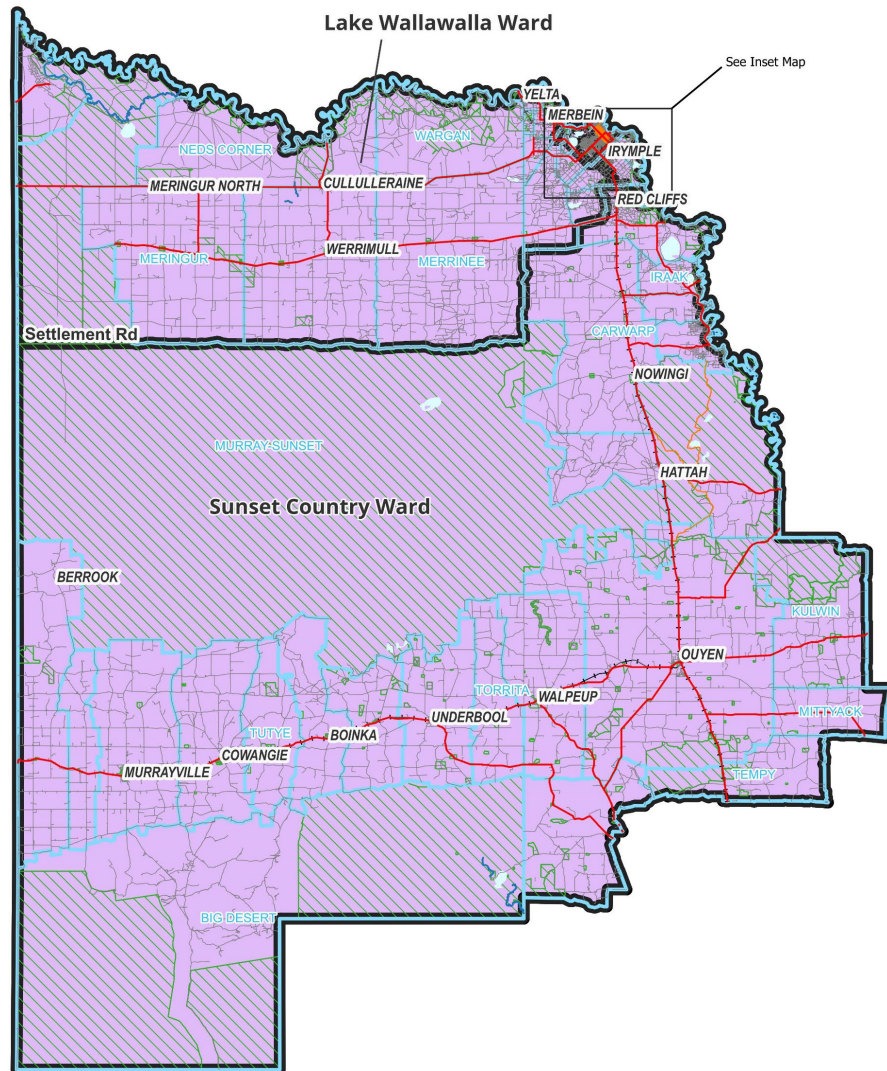 Lake Wallawalla Ward
See Inset Map
YELTA
MERBEIN
WARGAN
NEDS CORNER
IRYMPLE
MERINGUR NORTH
CULLULLERAINE
RED CLIFFS
WERRIMULL
MERINGUR
MERRINEE
IRAAK
Settlement Rd
CARWARP
NOWINGI
MURRAY-SUNSET
HATTAH
Sunset Country Ward
BERROOK
KULWIN
OUYEN
TORRITA
WALPEUP
MITTYACK
UNDERBOOL
TUTYE
BOINKA
COWANGIE
MURRAYVILLE
TEMPY
BIG DESERT